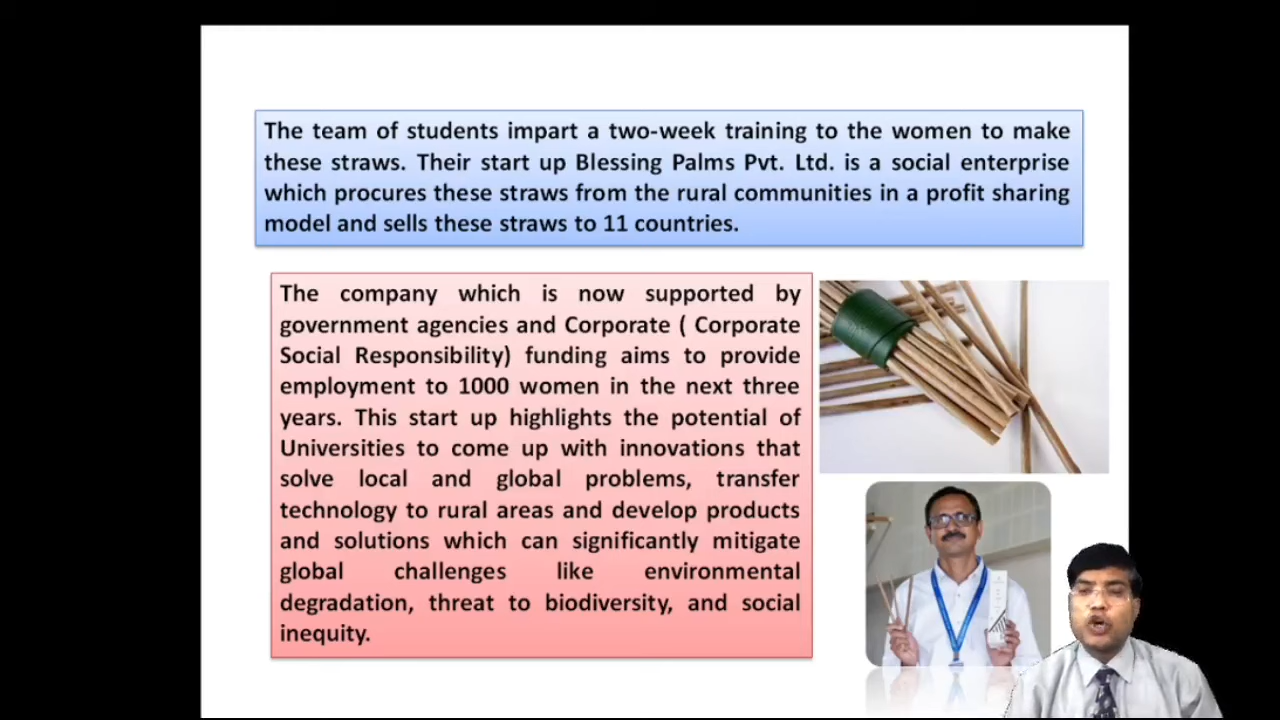 The team of students impart a two-week training to the women to make
these straws. Their start up Blessing Palms Pvt. Ltd. is a social enterprise
which procures these straws from the rural communities in a profit sharing
model and sells these straws to 11 countries.
The company which is now supported by
government agencies and Corporate ( Corporate
Social Responsibility) funding aims to provide
employment to 1000 women in the next three
years. This start up highlights the potential of
Universities to come up with innovations that
solve local and global problems, transfer
technology to rural areas and develop products
and solutions which can significantly mitigate
global challenges like environmental
degradation, threat to biodiversity, and social
inequity.